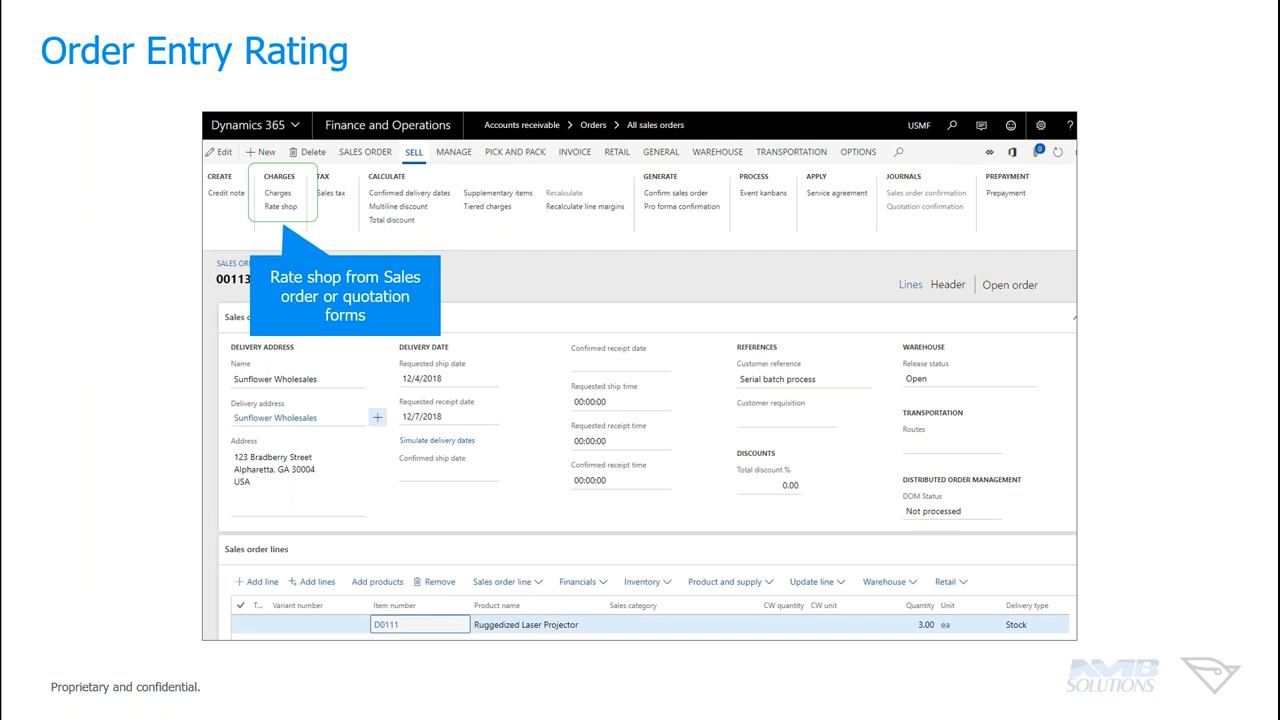 Order Entry Rating
Dynamics 365 Finance and Operations Accounts receivable Orders All sales orders USMF ?
Edit New Delete SALES ORDER SELL MANAGE PICK AND PACK INVOICE RETAIL GENERAL WAREHOUSE TRANSPORTATION OPTIONS 0
CREATE CHARGES TAX CALCULATE GENERATE PROCESS APPLY JOURNALS PREPAYMENT
Credit note Charges Sales tax Confirmed delivery dates Supplementary items Recalculate Confirm sales order Event kanbans Service agreement Sales order confirmation Prepayment
Rate shop Multiline discount Tiered charges Recalculate line margins Pro forma confirmation Quotation confirmation
Total discount
SALES OR
00113
Rate shop from Sales
order or quotation
forms
Lines Header Open order
Sales o
DELIVERY ADDRESS
Name
Sunflower Wholesales
Delivery address
Sunflower Wholesales
Address
123 Bradberry Street
Alpharetta, GA 30004
USA
DELIVERY DATE
Requested ship date
12/4/2018
Requested receipt date
12/7/2018
Simulate delivery dates
Confirmed ship date
Confirmed receipt date
Requested ship time
00:00:00
Requested receipt time
00:00:00
Confirmed receipt time
00:00:00
REFERENCES
Customer reference
Serial batch process
Customer requisition
DISCOUNTS
Total discount %
0.00
WAREHOUSE
Release status
Open
TRANSPORTATION
Routes
DISTRIBUTED ORDER MANAGEMENT
DOM Status
Not processed
Sales order lines
Add line Add lines Add products Remove Sales order line Financials Inventory Product and supply Update line Warehouse Retail
T... Variant number Item number Product name Sales category CW quantity CW unit Quantity Unit Delivery type
D0111 Ruggedized Laser Projector 3.00 ea Stock
Proprietary and confidential.
NMB
SOLUTIONS